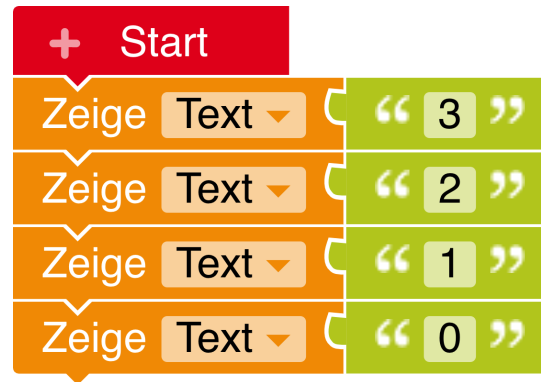 + Start
Zeige Text “ 3 ”
Zeige Text “ 2 ”
Zeige Text “ 1 ”
Zeige Text “ 0 ”